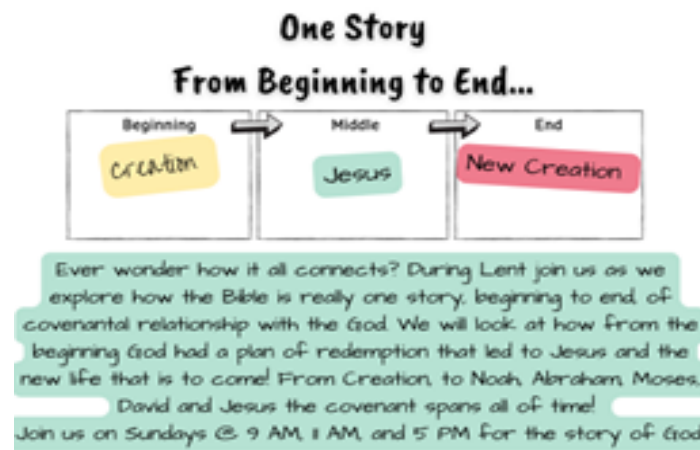 One Story
From Beginning to End...
Beginning Middle End
Creation Jesus New Creation
Ever wonder how it all connects? During Lent join us as we
explore how the Bible is really one story, beginning to end, of
covenantal relationship with the God. We will look at how from the
beginning God had a plan of redemption that led to Jesus and the
new life that is to come! From Creation, to Noah, Abraham, Moses,
David and Jesus the covenant spans all of time!
Join us on Sundays @ 9 AM, 11 AM, and 5 PM for the story of God